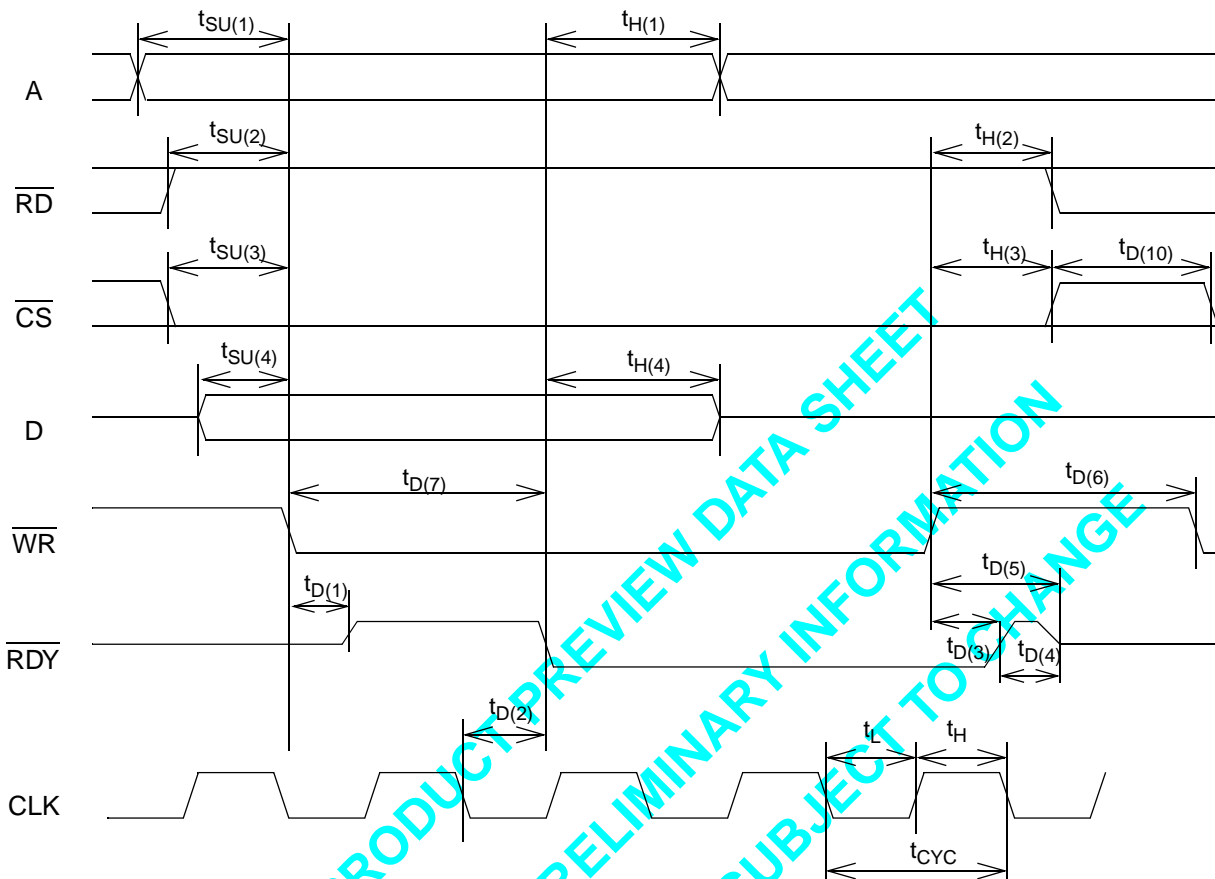 tSU(1)
tH(1)
A
tSU(2)
tH(2)
RD
tSU(3)
tH(3)
tD(10)
CS
tSU(4)
tH(4)
D
tD(7)
tD(6)
WR
tD(1)
tD(5)
RDY
tD(3)
tD(4)
tD(2)
tL
tH
CLK
tCYC
PRODUCT PREVIEW DATA SHEET
PRELIMINARY INFORMATION
SUBJECT TO CHANGE